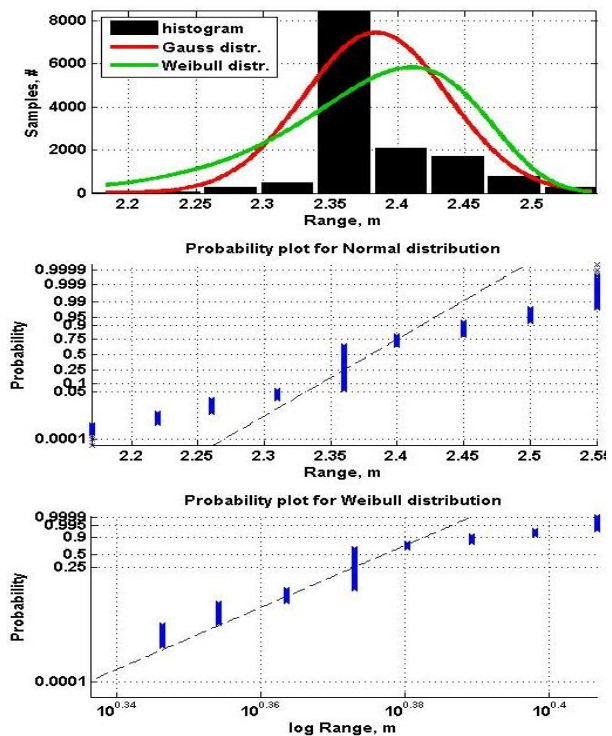 8000
6000
4000
2000
0
Samples, #
histogram
Gauss distr.
Weibull distr.
2.2 2.25 2.3 2.35 2.4 2.45 2.5
Range, m
Probability plot for Normal distribution
0.9999
0.999
0.99
0.95
0.9
0.75
0.5
0.25
0.1
0.05
0.0001
Probability
2.2 2.25 2.3 2.35 2.4 2.45 2.5 2.55
Range, m
Probability plot for Weibull distribution
0.9999
0.995
0.9
0.5
0.25
0.0001
Probability
10^0.34 10^0.36 10^0.38 10^0.4
log Range, m